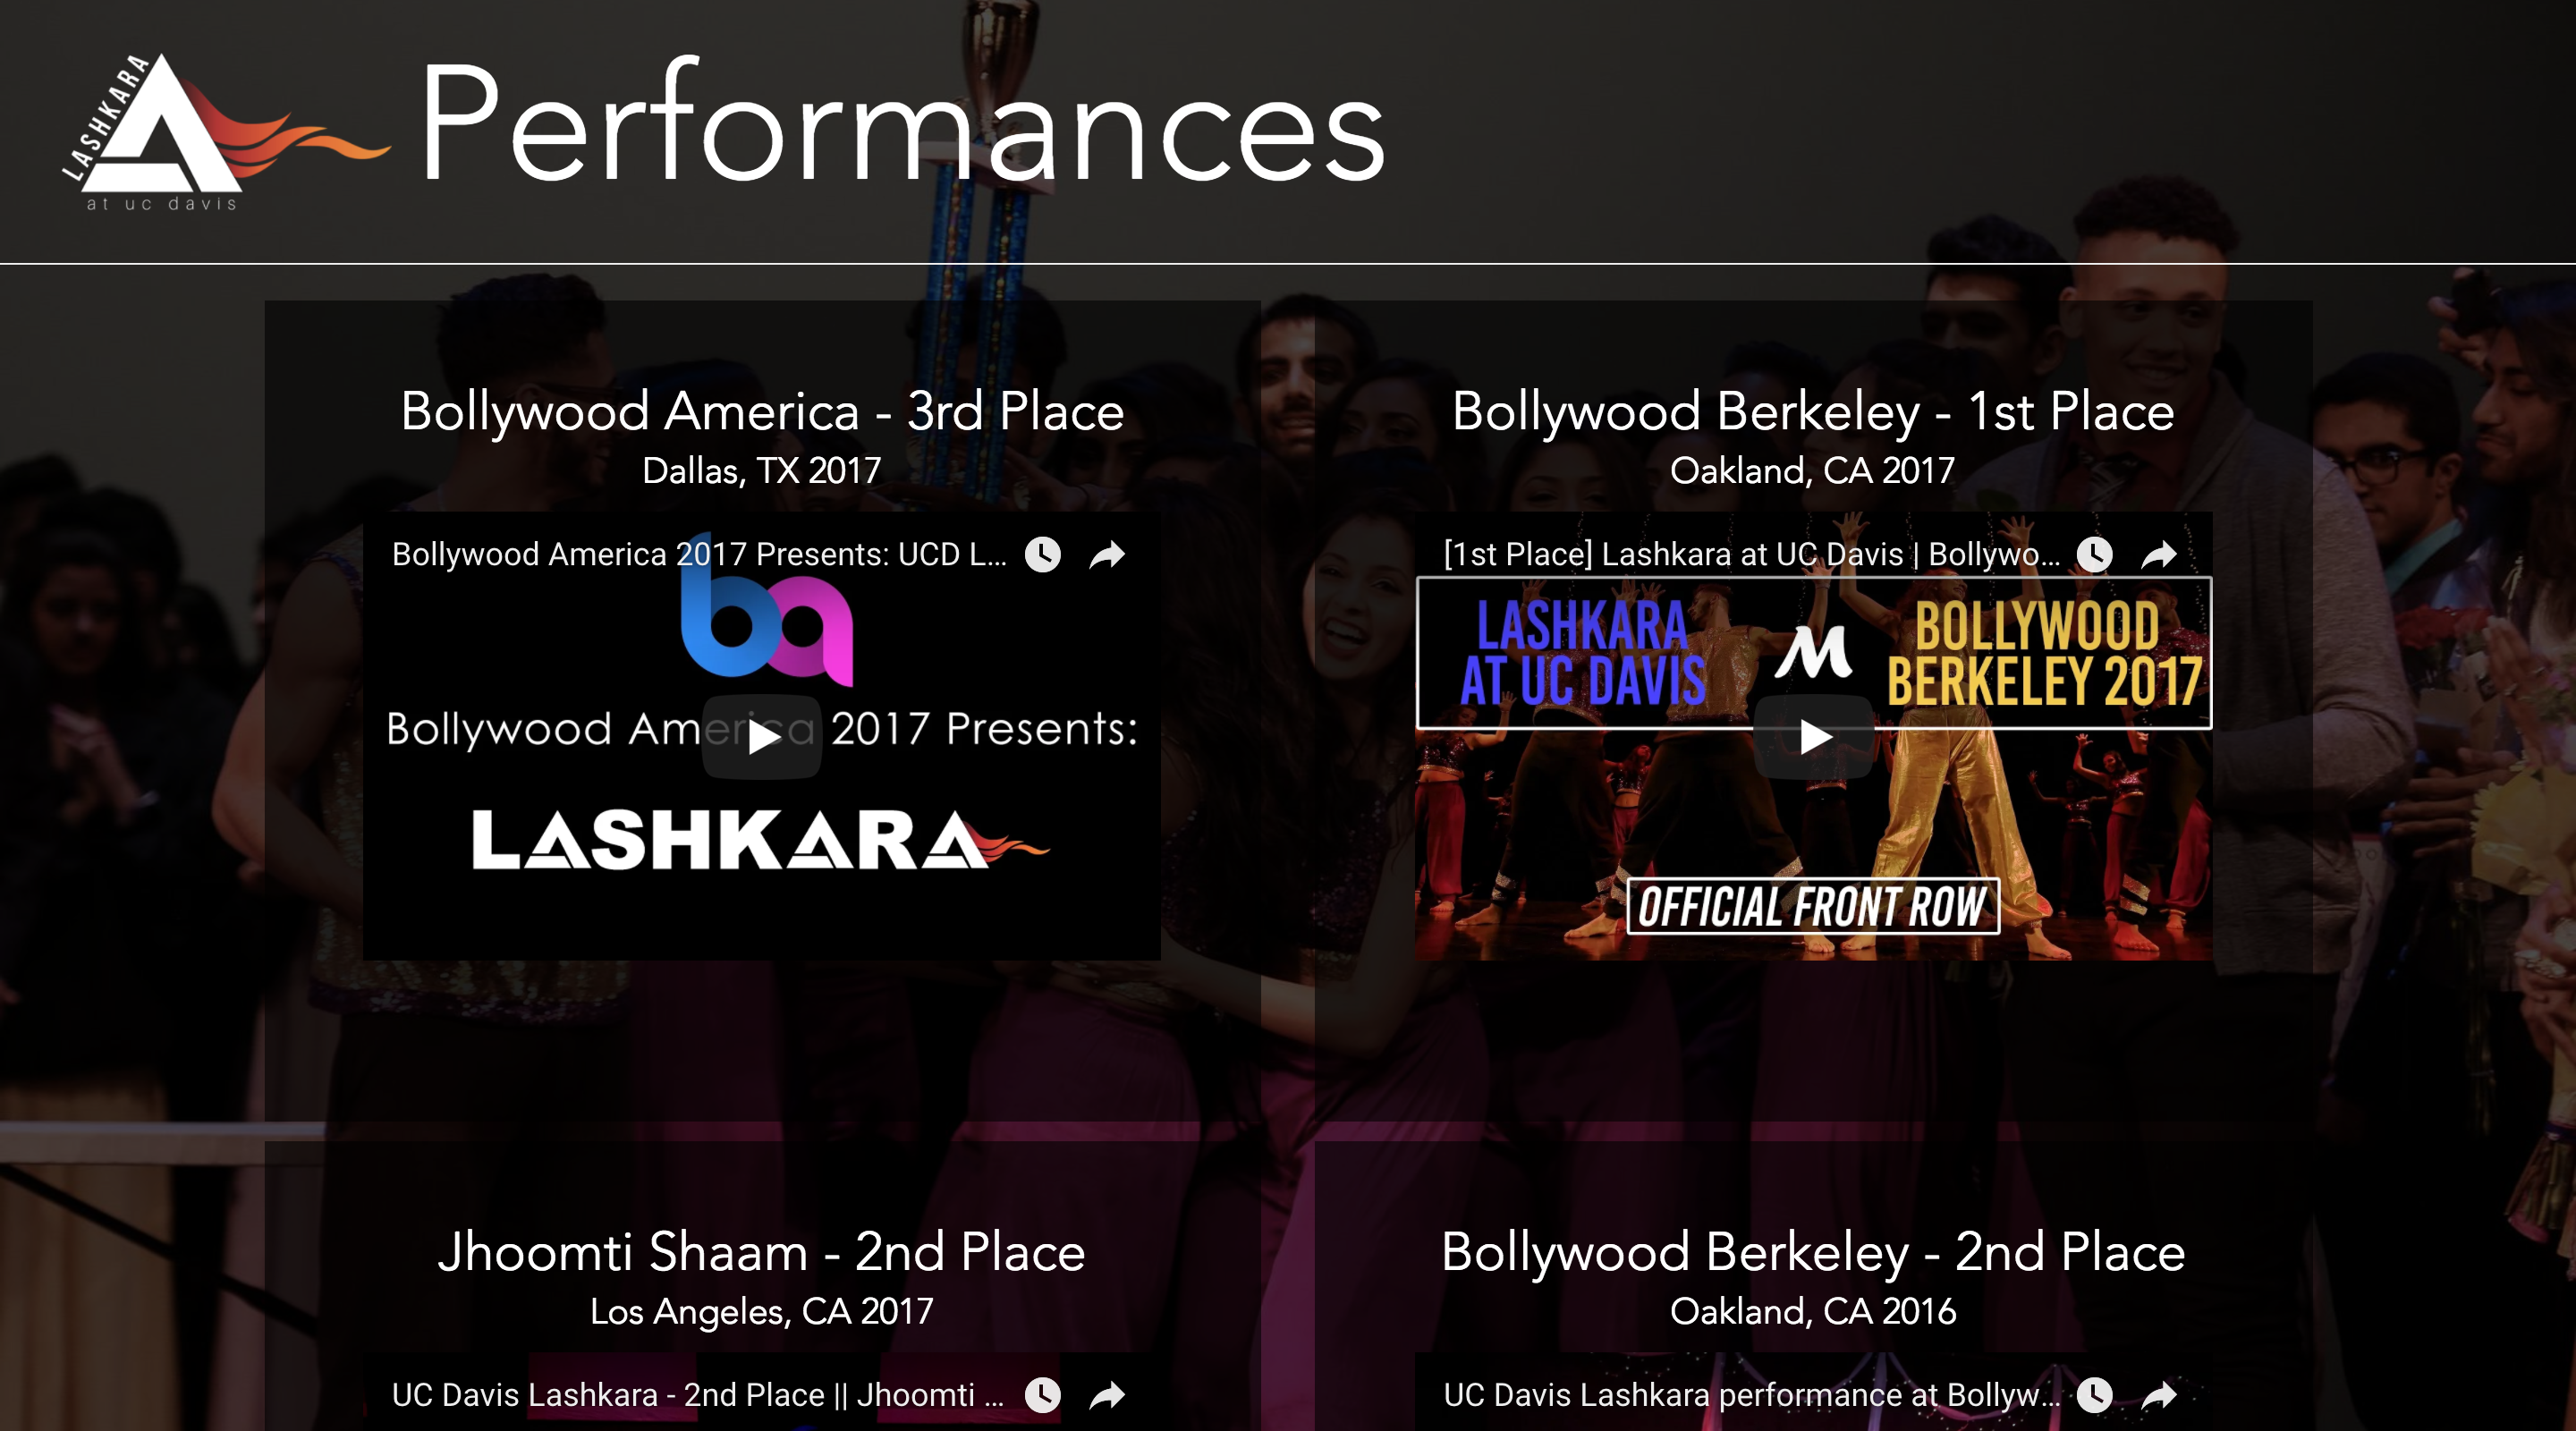 LASHKARA
at uc davis
Performances
Bollywood America - 3rd Place
Dallas, TX 2017
Bollywood America 2017 Presents: UCD L...
ba
Bollywood America 2017 Presents:
LASHKARA
Bollywood Berkeley - 1st Place
Oakland, CA 2017
[1st Place] Lashkara at UC Davis | Bollywo...
LASHKARA
AT UC DAVIS
M
BOLLYWOOD
BERKELEY 2017
OFFICIAL FRONT ROW
Jhoomti Shaam - 2nd Place
Los Angeles, CA 2017
UC Davis Lashkara - 2nd Place || Jhoomti ...
Bollywood Berkeley - 2nd Place
Oakland, CA 2016
UC Davis Lashkara performance at Bollyw...